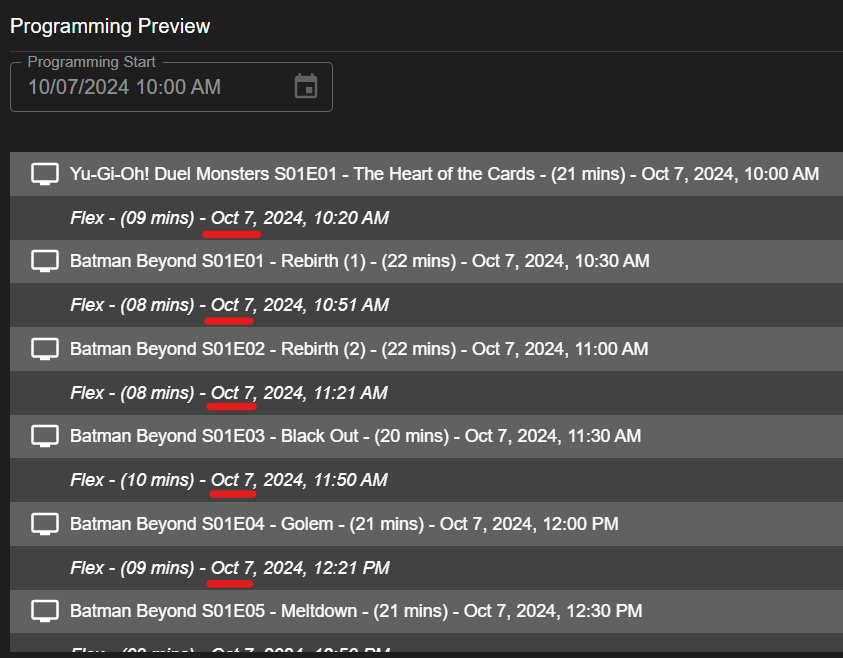 Programming Preview
Programming Start
10/07/2024 10:00 AM
Yu-Gi-Oh! Duel Monsters S01E01 - The Heart of the Cards - (21 mins) - Oct 7, 2024, 10:00 AM
Flex - (09 mins) - Oct 7, 2024, 10:20 AM
Batman Beyond S01E01 - Rebirth (1) - (22 mins) - Oct 7, 2024, 10:30 AM
Flex - (08 mins) - Oct 7, 2024, 10:51 AM
Batman Beyond S01E02 - Rebirth (2) - (22 mins) - Oct 7, 2024, 11:00 AM
Flex - (08 mins) - Oct 7, 2024, 11:21 AM
Batman Beyond S01E03 - Black Out - (20 mins) - Oct 7, 2024, 11:30 AM
Flex - (10 mins) - Oct 7, 2024, 11:50 AM
Batman Beyond S01E04 - Golem - (21 mins) - Oct 7, 2024, 12:00 PM
Flex - (09 mins) - Oct 7, 2024, 12:21 PM
Batman Beyond S01E05 - Meltdown - (21 mins) - Oct 7, 2024, 12:30 PM